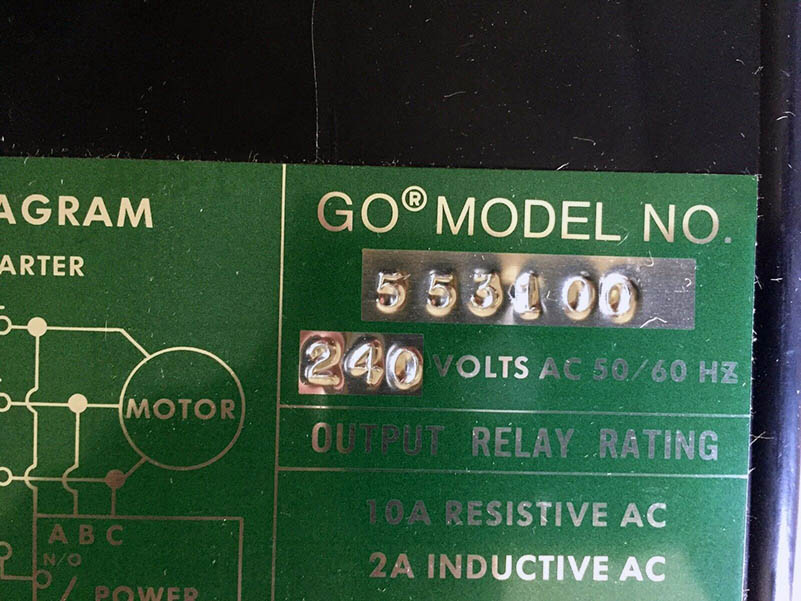 AGRAM
ARTER
MOTOR
A B C
N/O
POWER
GO® MODEL NO.
553100
240 VOLTS AC 50/60 HZ
OUTPUT RELAY RATING
10A RESISTIVE AC
2A INDUCTIVE AC